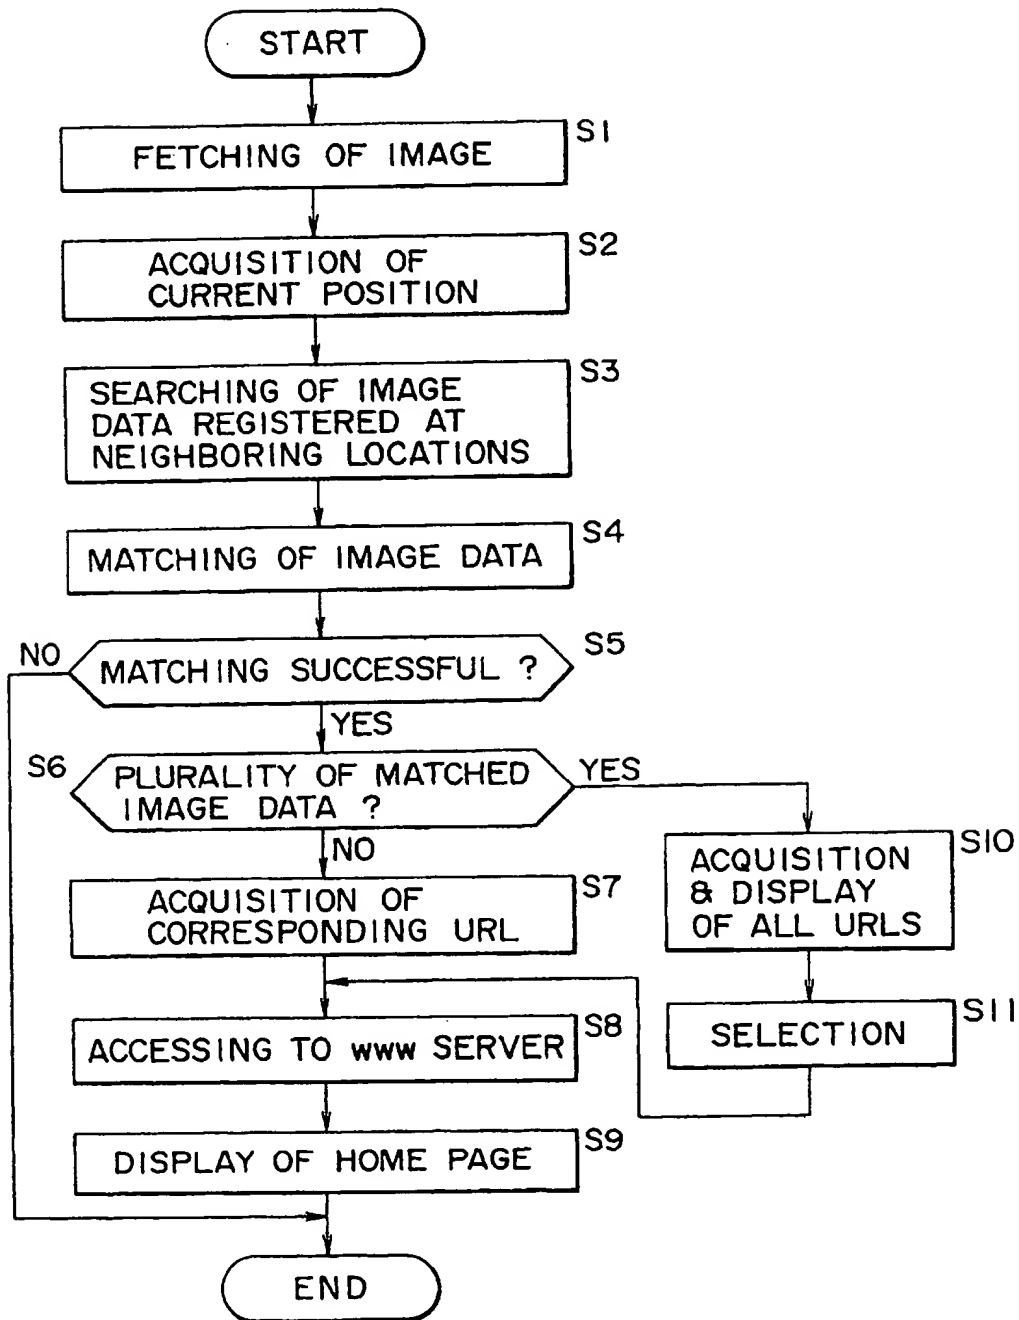 START
S1
FETCHING OF IMAGE
S2
ACQUISITION OF
CURRENT POSITION
S3
SEARCHING OF IMAGE
DATA REGISTERED AT
NEIGHBORING LOCATIONS
S4
MATCHING OF IMAGE DATA
S5
NO
MATCHING SUCCESSFUL ?
YES
S6
PLURALITY OF MATCHED
IMAGE DATA ?
YES
NO
S10
ACQUISITION
& DISPLAY
OF ALL URLS
S7
ACQUISITION OF
CORRESPONDING URL
S11
SELECTION
S8
ACCESSING TO WWW SERVER
S9
DISPLAY OF HOME PAGE
END